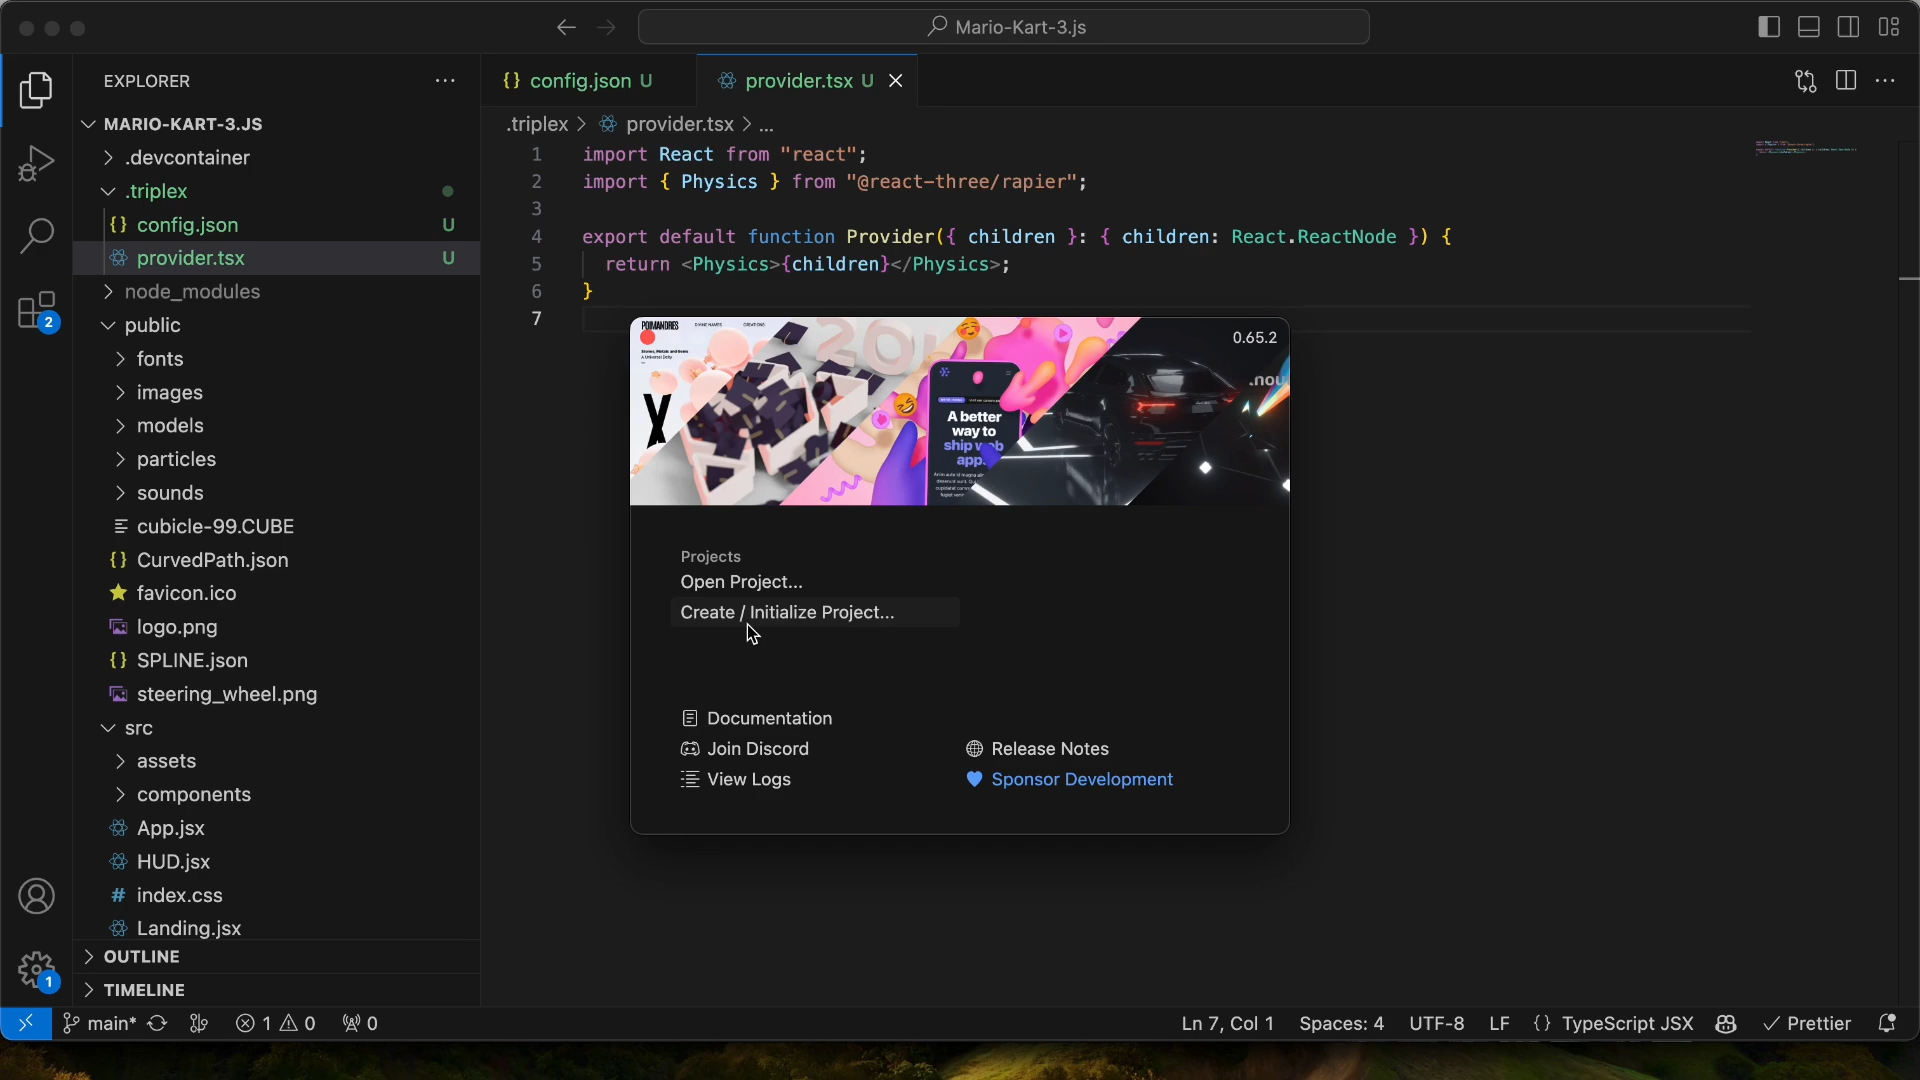 Mario-Kart-3.js
EXPLORER
MARIO-KART-3.JS
.devcontainer
.triplex
config.json U
provider.tsx U
node_modules
public
fonts
images
models
particles
sounds
cubicle-99.CUBE
CurvedPath.json
favicon.ico
logo.png
SPLINE.json
steering_wheel.png
src
assets
components
App.jsx
HUD.jsx
index.css
Landing.jsx
OUTLINE
TIMELINE
2
1
config.json U
provider.tsx U
.triplex > provider.tsx > ...
1 import React from "react";
2 import { Physics } from "@react-three/rapier";
3
4 export default function Provider({ children }: { children: React.ReactNode }) {
5 return <Physics>{children}</Physics>;
6 }
7
POIMANDRES
DIVINE NAMES
CREATIONS
0.65.2
A better
way to
ship web
app
Projects
Open Project...
Create / Initialize Project...
Documentation
Join Discord
View Logs
Release Notes
Sponsor Development
main*
1
0
0
Ln 7, Col 1
Spaces: 4
UTF-8
LF
{} TypeScript JSX
Prettier